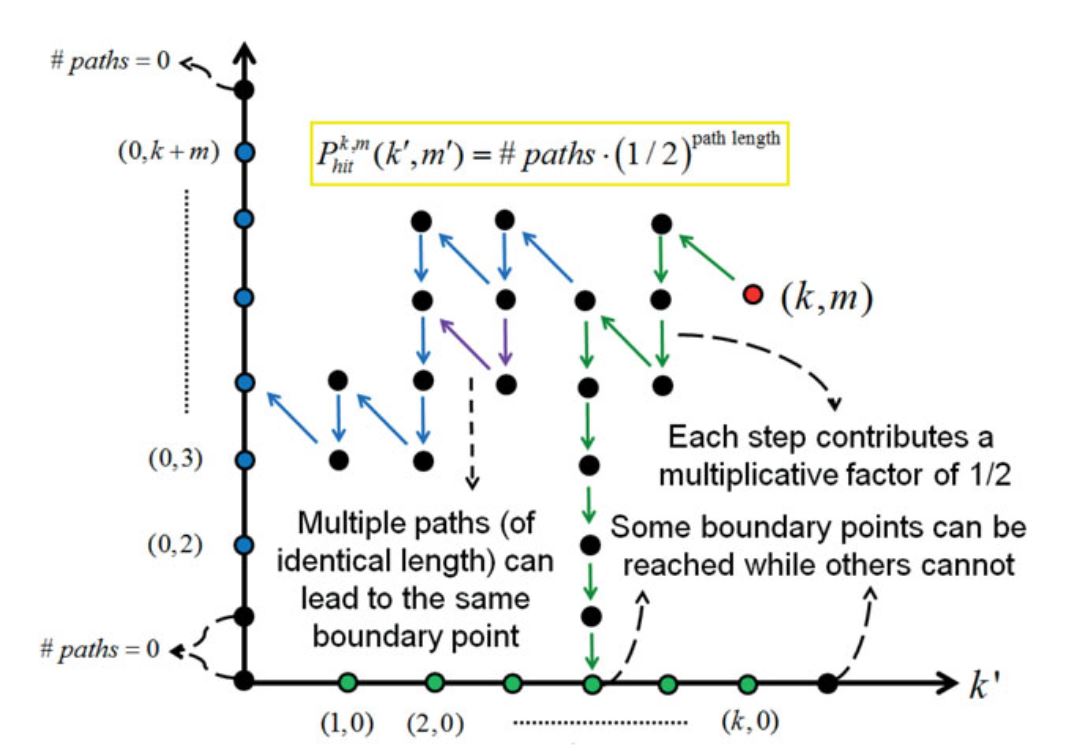 # paths = 0
(0,k+m)
P_{hit}^{k,m}(k',m') = # paths · (1/2)^{path length}
(k,m)
Each step contributes a
multiplicative factor of 1/2
(0,3)
(0,2)
Multiple paths (of
identical length) can
lead to the same
boundary point
Some boundary points can be
reached while others cannot
# paths = 0
k'
(1,0) (2,0) (k,0)